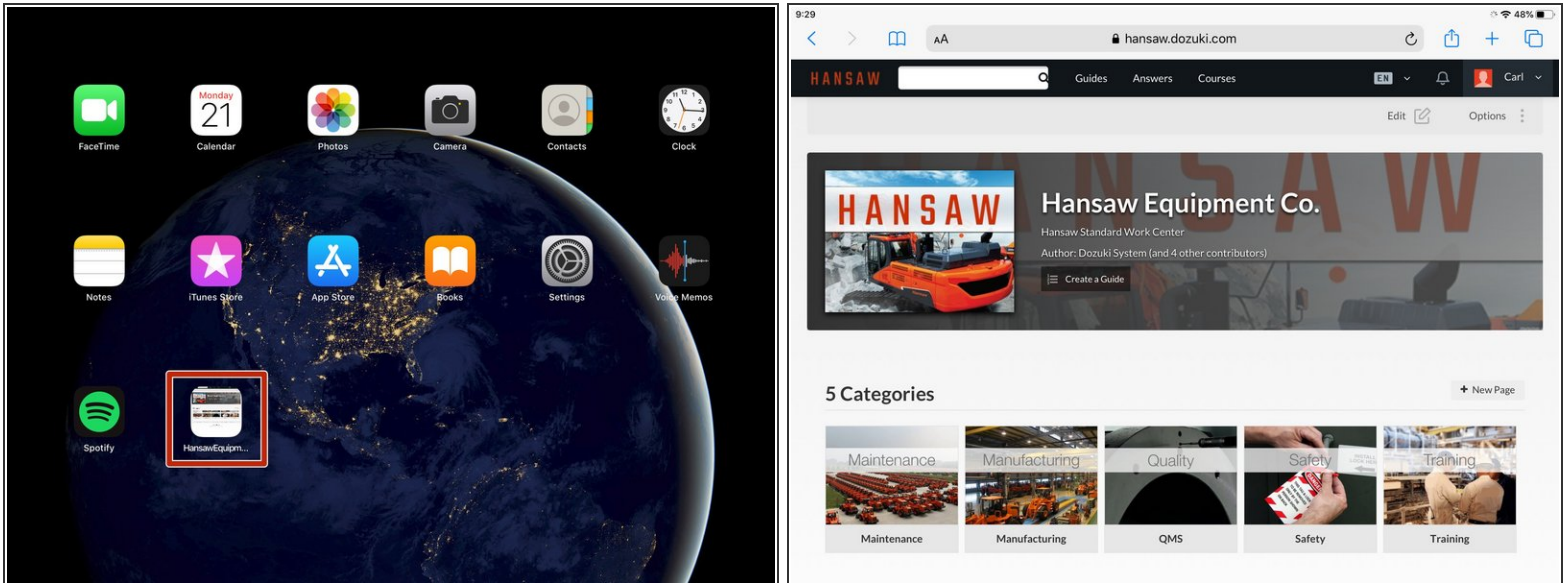 Monday
21
FaceTime
Calendar
Photos
Camera
Contacts
Clock
Notes
iTunes Store
App Store
Books
Settings
Voice Memos
Spotify
HansawEquipm...
9:29
48%
AA
hansaw.dozuki.com
HANSAW
Guides
Answers
Courses
EN
Carl
Edit
Options
HANSAW
HANSAW
Hansaw Equipment Co.
Hansaw Standard Work Center
Author: Dozuki System (and 4 other contributors)
Create a Guide
5 Categories
+ New Page
Maintenance
Manufacturing
Quality
Safety
Training
Maintenance
Manufacturing
QMS
Safety
Training